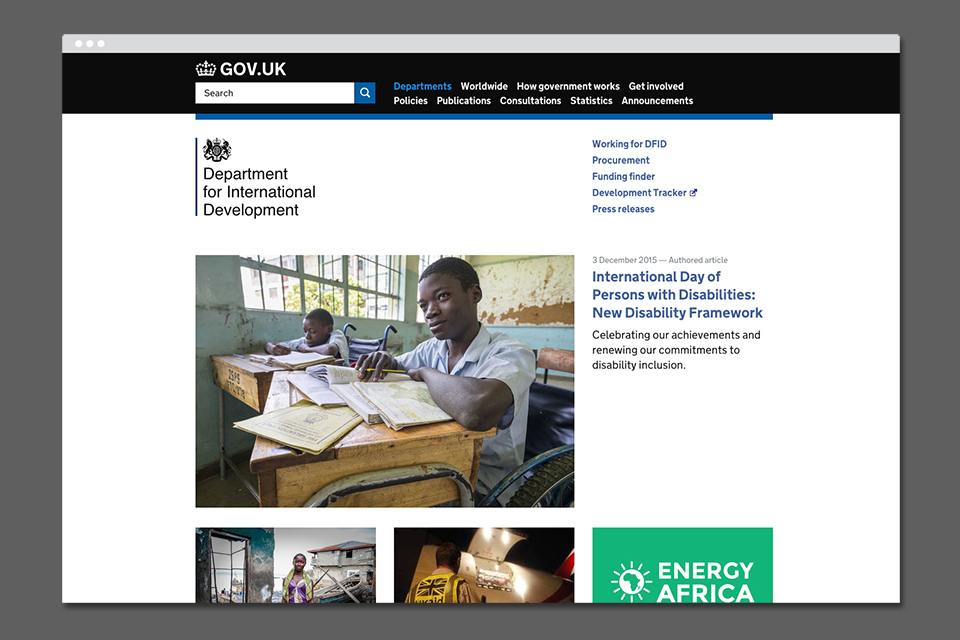 GOV.UK
Search
Departments Worldwide How government works Get involved
Policies Publications Consultations Statistics Announcements
Department
for International
Development
Working for DFID
Procurement
Funding finder
Development Tracker
Press releases
3 December 2015 — Authored article
International Day of
Persons with Disabilities:
New Disability Framework
Celebrating our achievements and
renewing our commitments to
disability inclusion.
ENERGY
AFRICA